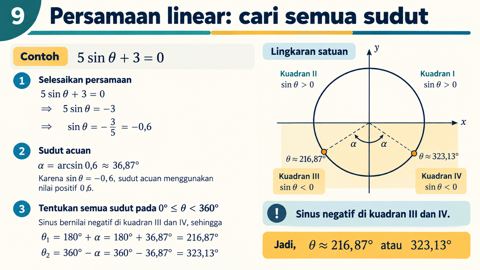 9 Persamaan linear: cari semua sudut
Contoh 5 sin θ + 3 = 0
1 Selesaikan persamaan
5 sin θ + 3 = 0
⇒ 5 sin θ = −3
⇒ sin θ = −3/5 = −0,6
2 Sudut acuan
α = arcsin 0,6 ≈ 36,87°
Karena sin θ = −0,6, sudut acuan menggunakan
nilai positif 0,6.
3 Tentukan semua sudut pada 0° ≤ θ < 360°
Sinus bernilai negatif di kuadran III dan IV, sehingga
θ₁ = 180° + α = 180° + 36,87° = 216,87°
θ₂ = 360° − α = 360° − 36,87° = 323,13°
Lingkaran satuan
y
Kuadran II
sin θ > 0
Kuadran I
sin θ > 0
x
α α
θ ≈ 216,87°
θ ≈ 323,13°
Kuadran III
sin θ < 0
Kuadran IV
sin θ < 0
! Sinus negatif di kuadran III dan IV.
Jadi, θ ≈ 216,87° atau 323,13°